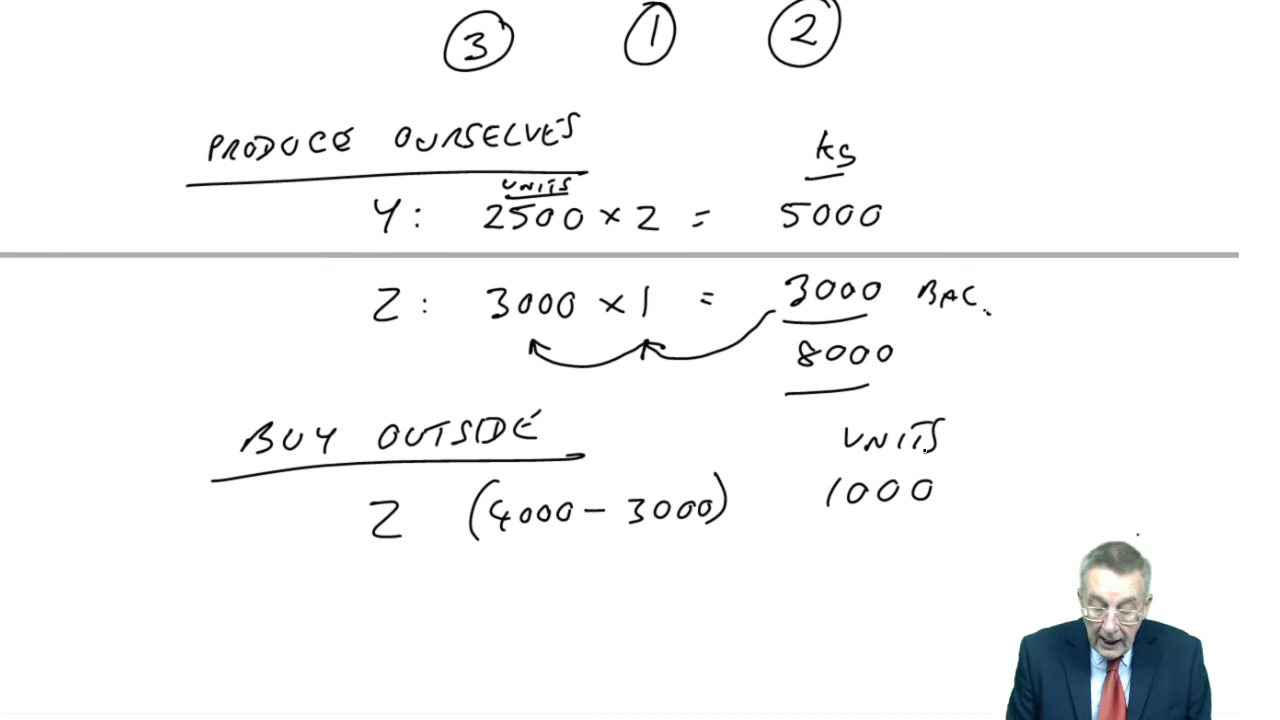 3 1 2
PRODUCE OURSELVES
kg
UNITS
Y: 2500 × 2 = 5000
Z: 3000 × 1 = 3000 BAL.
8000
BUY OUTSIDE UNITS
Z (4000 - 3000) 1000